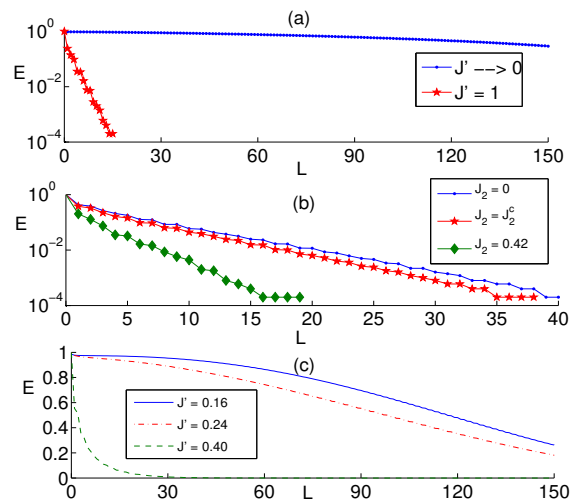 (a)
10^0
E
10^-2
10^-4
J' --> 0
J' = 1
0 30 60 90 120 150
L
(b)
10^0
E
10^-2
10^-4
J_2 = 0
J_2 = J_2^c
J_2 = 0.42
0 5 10 15 20 25 30 35 40
L
(c)
1
0.8
E
0.6
0.4
0.2
0
J' = 0.16
J' = 0.24
J' = 0.40
0 30 60 90 120 150
L